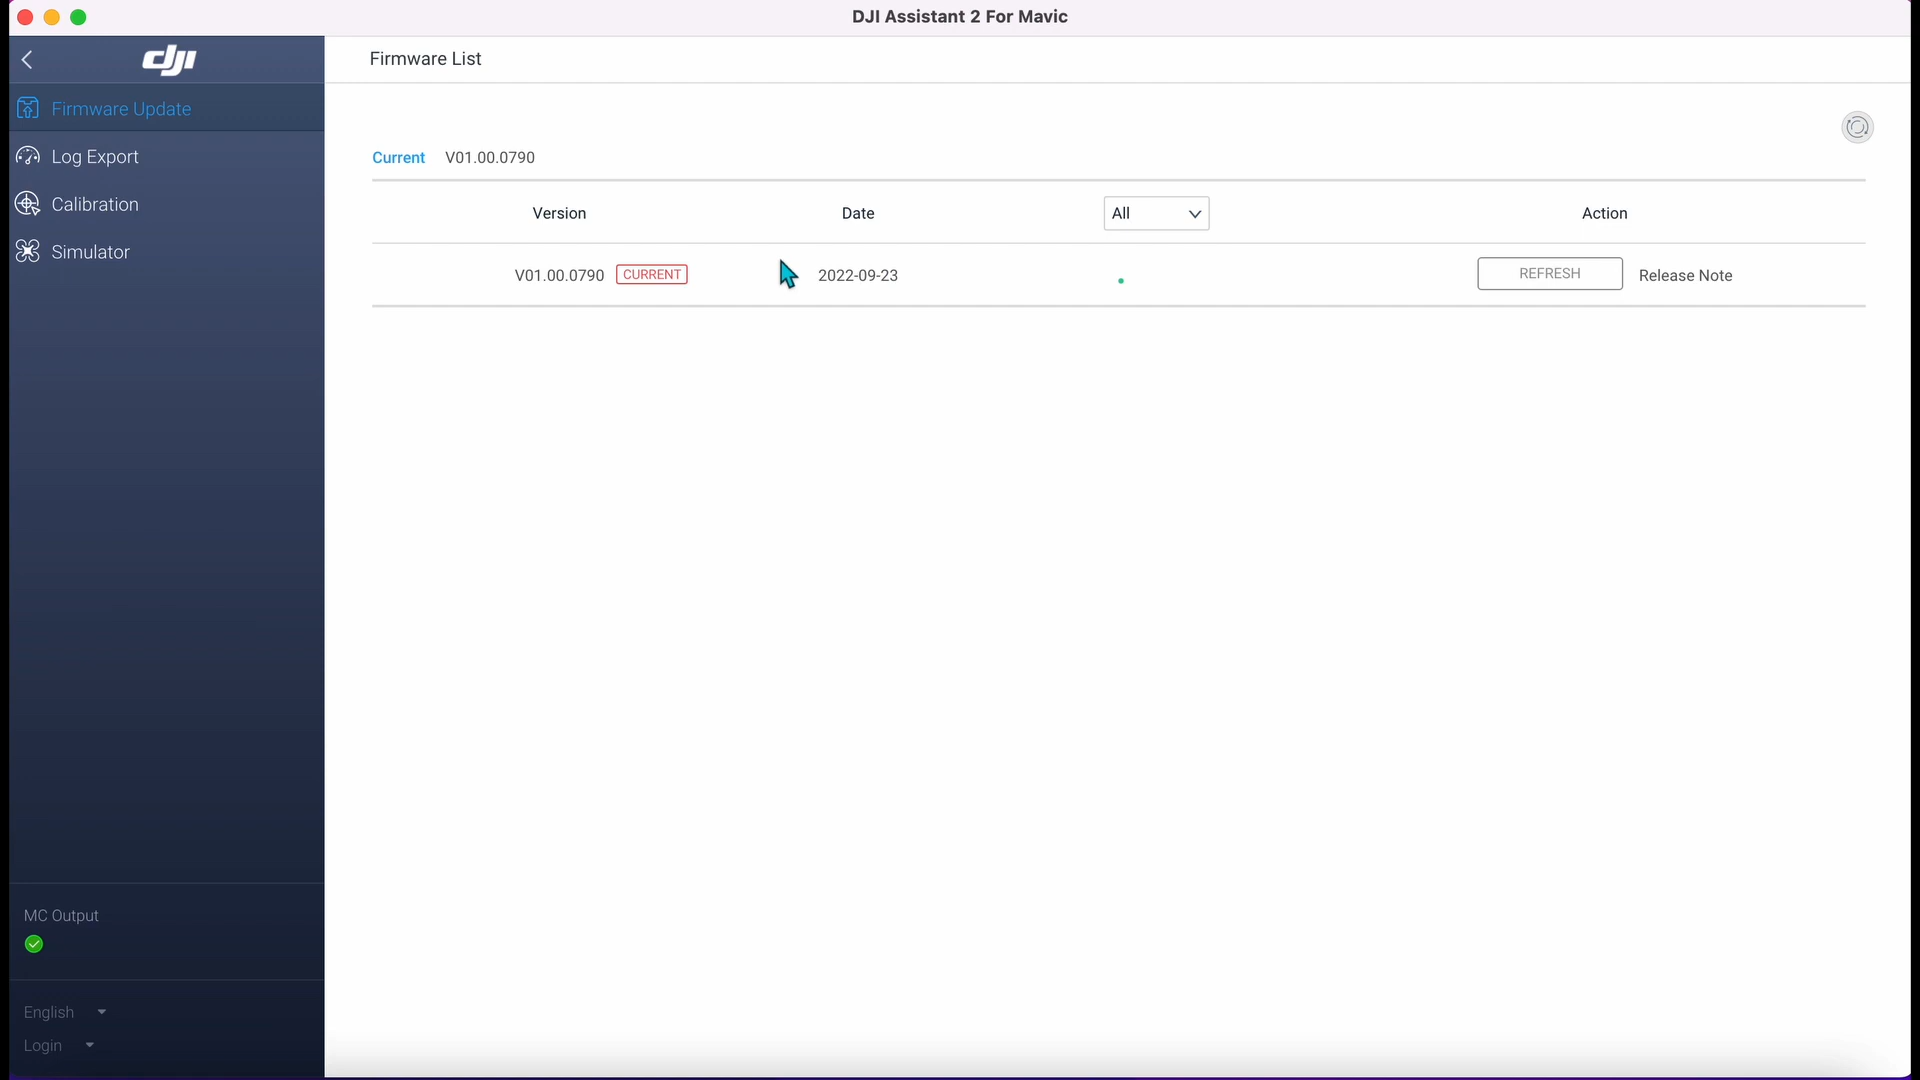 DJI Assistant 2 For Mavic
dji
Firmware List
Firmware Update
Log Export
Calibration
Simulator
Current V01.00.0790
Version Date All Action
V01.00.0790 CURRENT 2022-09-23 REFRESH Release Note
MC Output
English
Login